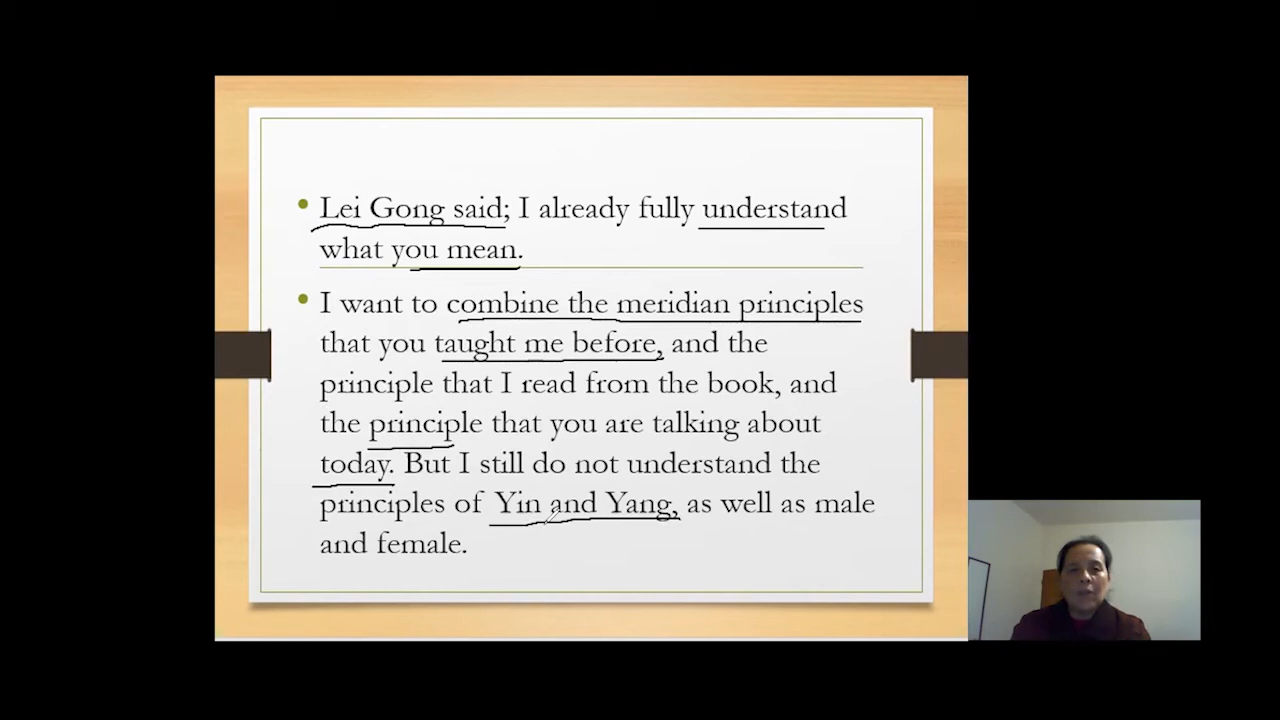 Lei Gong said; I already fully understand
what you mean.
I want to combine the meridian principles
that you taught me before, and the
principle that I read from the book, and
the principle that you are talking about
today. But I still do not understand the
principles of Yin and Yang, as well as male
and female.